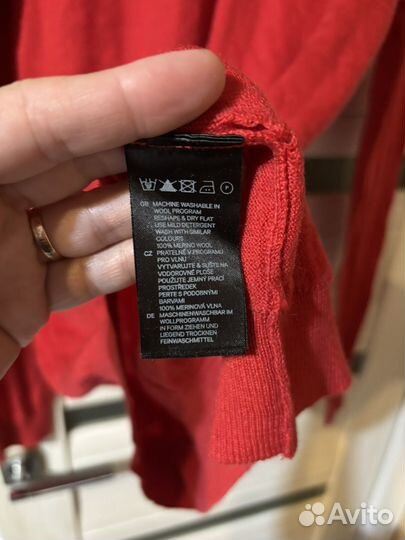 GB MACHINE WASHABLE IN
WOOL PROGRAM
RESHAPE & DRY FLAT
USE MILD DETERGENT
WASH WITH SIMILAR
COLOURS
100% MERINO WOOL
CZ PRATELNÉ V PROGRAMU
PRO VLNU
VYTVARUJTE & SUŠTE NA
VODOROVNÉ PLOŠE
POUŽIJTE JEMNÝ PRACÍ
PROSTŘEDEK
PERTE S PODOBNÝMI
BARVAMI
100% MERINOVÁ VLNA
DE MASCHINENWASCHBAR IM
WOLLPROGRAMM
IN FORM ZIEHEN UND
LIEGEND TROCKNEN
FEINWASCHMITTEL
Avito